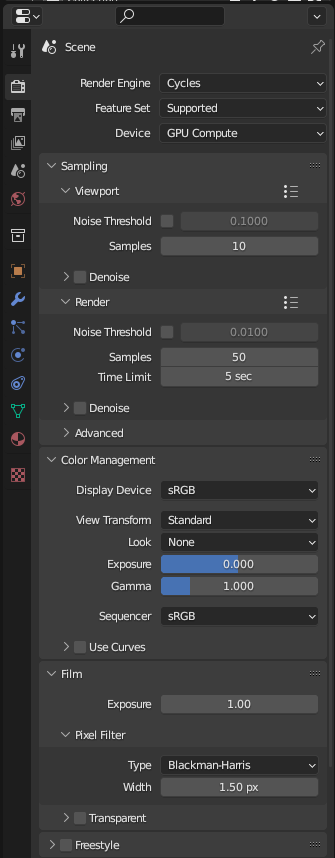 Scene
Render Engine Cycles
Feature Set Supported
Device GPU Compute
Sampling
Viewport
Noise Threshold 0.1000
Samples 10
Denoise
Render
Noise Threshold 0.0100
Samples 50
Time Limit 5 sec
Denoise
Advanced
Color Management
Display Device sRGB
View Transform Standard
Look None
Exposure 0.000
Gamma 1.000
Sequencer sRGB
Use Curves
Film
Exposure 1.00
Pixel Filter
Type Blackman-Harris
Width 1.50 px
Transparent
Freestyle